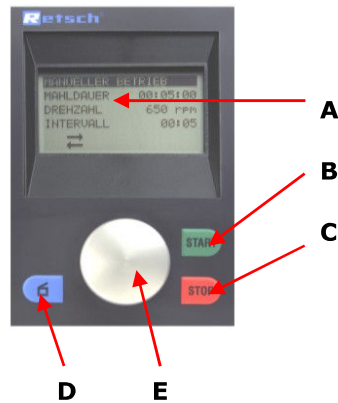 Retsch
MANUELLER BETRIEB
MAHLDAUER 00:05:00
DREHZAHL 650 rpm
INTERVALL 00:05
A
B
START
C
STOP
D
E